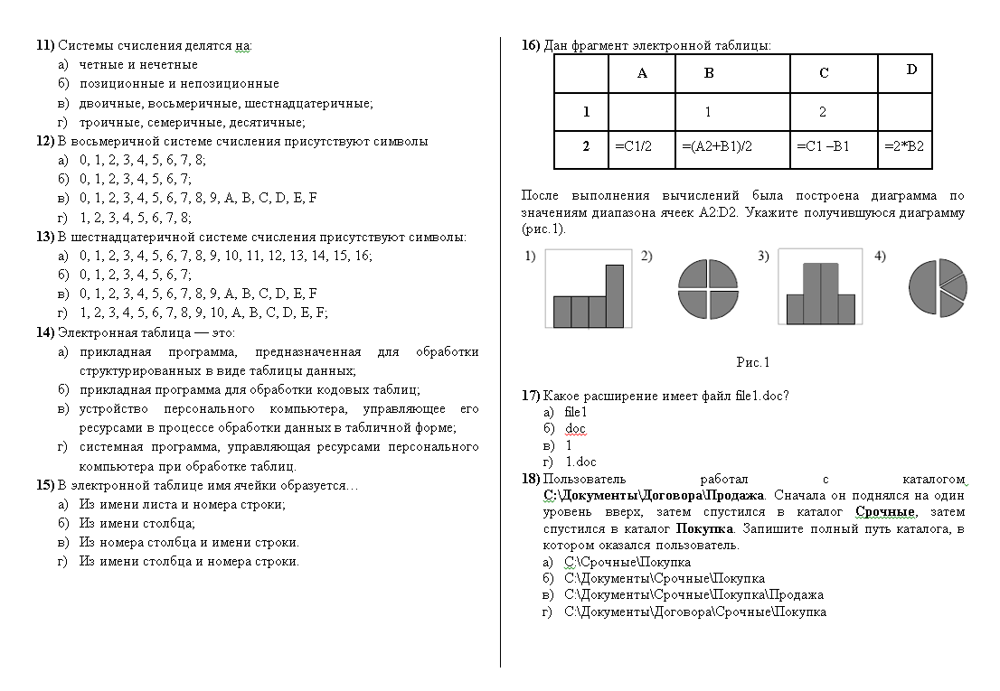 11) Системы счисления делятся на:
а) четные и нечетные
б) позиционные и непозиционные
в) двоичные, восьмеричные, шестнадцатеричные;
г) троичные, семеричные, десятичные;
12) В восьмеричной системе счисления присутствуют символы
а) 0, 1, 2, 3, 4, 5, 6, 7, 8;
б) 0, 1, 2, 3, 4, 5, 6, 7;
в) 0, 1, 2, 3, 4, 5, 6, 7, 8, 9, A, B, C, D, E, F
г) 1, 2, 3, 4, 5, 6, 7, 8;
13) В шестнадцатеричной системе счисления присутствуют символы:
а) 0, 1, 2, 3, 4, 5, 6, 7, 8, 9, 10, 11, 12, 13, 14, 15, 16;
б) 0, 1, 2, 3, 4, 5, 6, 7;
в) 0, 1, 2, 3, 4, 5, 6, 7, 8, 9, A, B, C, D, E, F
г) 1, 2, 3, 4, 5, 6, 7, 8, 9, 10, A, B, C, D, E, F;
14) Электронная таблица — это:
а) прикладная программа, предназначенная для обработки
структурированных в виде таблицы данных;
б) прикладная программа для обработки кодовых таблиц;
в) устройство персонального компьютера, управляющее его
ресурсами в процессе обработки данных в табличной форме;
г) системная программа, управляющая ресурсами персонального
компьютера при обработке таблиц.
15) В электронной таблице имя ячейки образуется…
а) Из имени листа и номера строки;
б) Из имени столбца;
в) Из номера столбца и имени строки.
г) Из имени столбца и номера строки.
16) Дан фрагмент электронной таблицы:
A B C D
1 1 2
2 =C1/2 =(A2+B1)/2 =C1 –B1 =2*B2
После выполнения вычислений была построена диаграмма по
значениям диапазона ячеек A2:D2. Укажите получившуюся диаграмму
(рис.1).
1) 2) 3) 4)
Рис.1
17) Какое расширение имеет файл file1.doc?
а) file1
б) doc
в) 1
г) 1.doc
18) Пользователь работал с каталогом
C:\Документы\Договора\Продажа. Сначала он поднялся на один
уровень вверх, затем спустился в каталог Срочные, затем
спустился в каталог Покупка. Запишите полный путь каталога, в
котором оказался пользователь.
а) C:\Срочные\Покупка
б) C:\Документы\Срочные\Покупка
в) C:\Документы\Срочные\Покупка\Продажа
г) C:\Документы\Договора\Срочные\Покупка